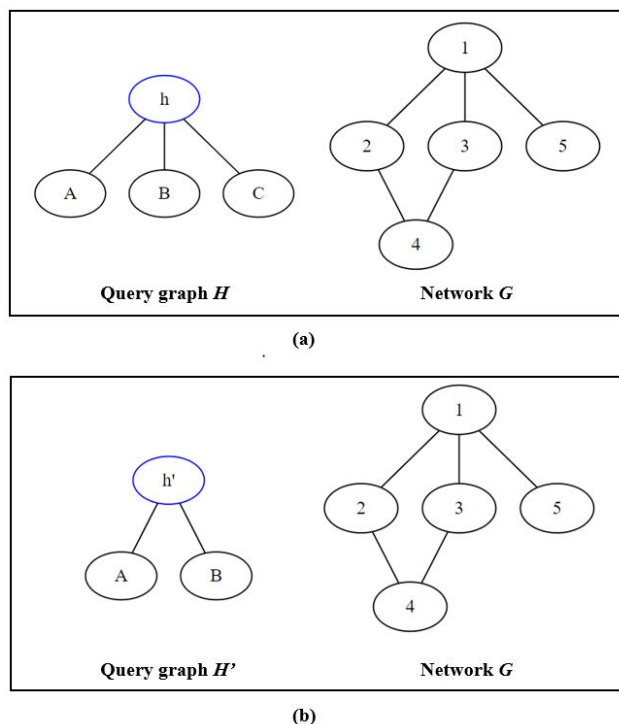 1
h
2 3 5
A B C
4
Query graph H Network G
(a)
1
h'
2 3 5
A B
4
Query graph H’ Network G
(b)